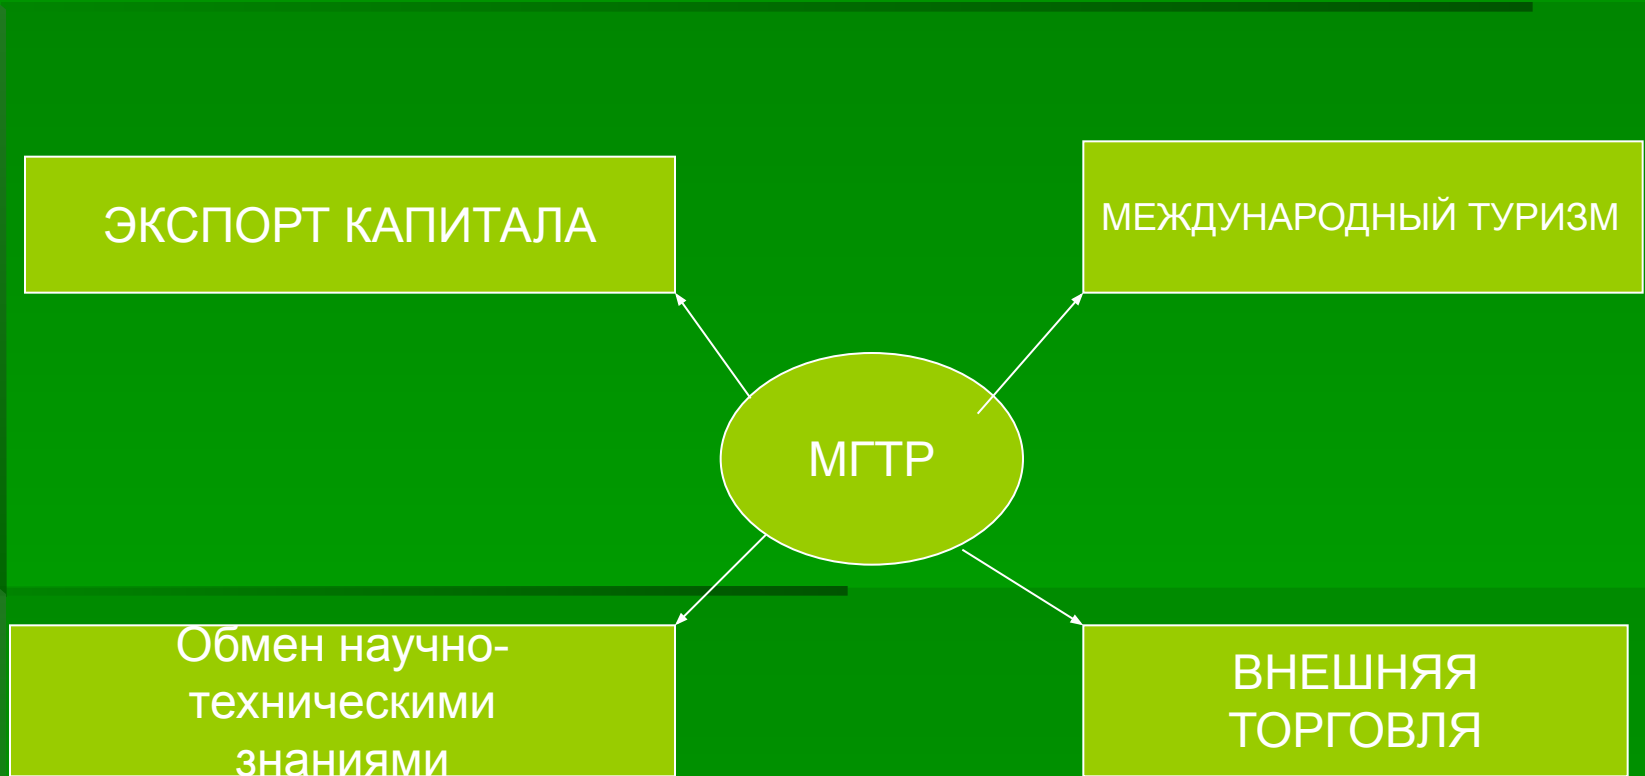 ЭКСПОРТ КАПИТАЛА
МЕЖДУНАРОДНЫЙ ТУРИЗМ
МГТР
Обмен научно-
техническими
знаниями
ВНЕШНЯЯ
ТОРГОВЛЯ